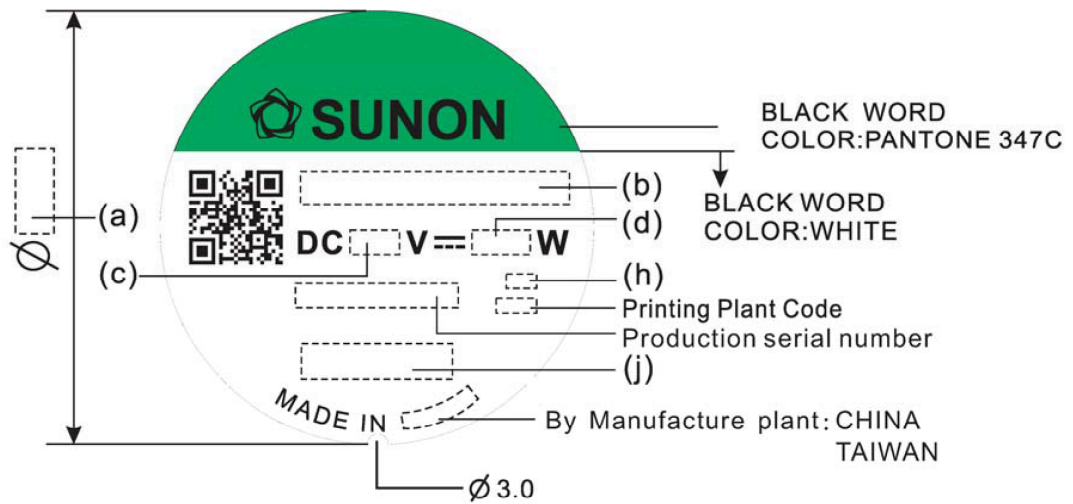 SUNON
BLACK WORD
COLOR:PANTONE 347C
(a)
Ø
(b)
BLACK WORD
COLOR:WHITE
DC V W
(d)
(c)
(h)
Printing Plant Code
Production serial number
(j)
MADE IN
By Manufacture plant: CHINA
TAIWAN
Ø 3.0